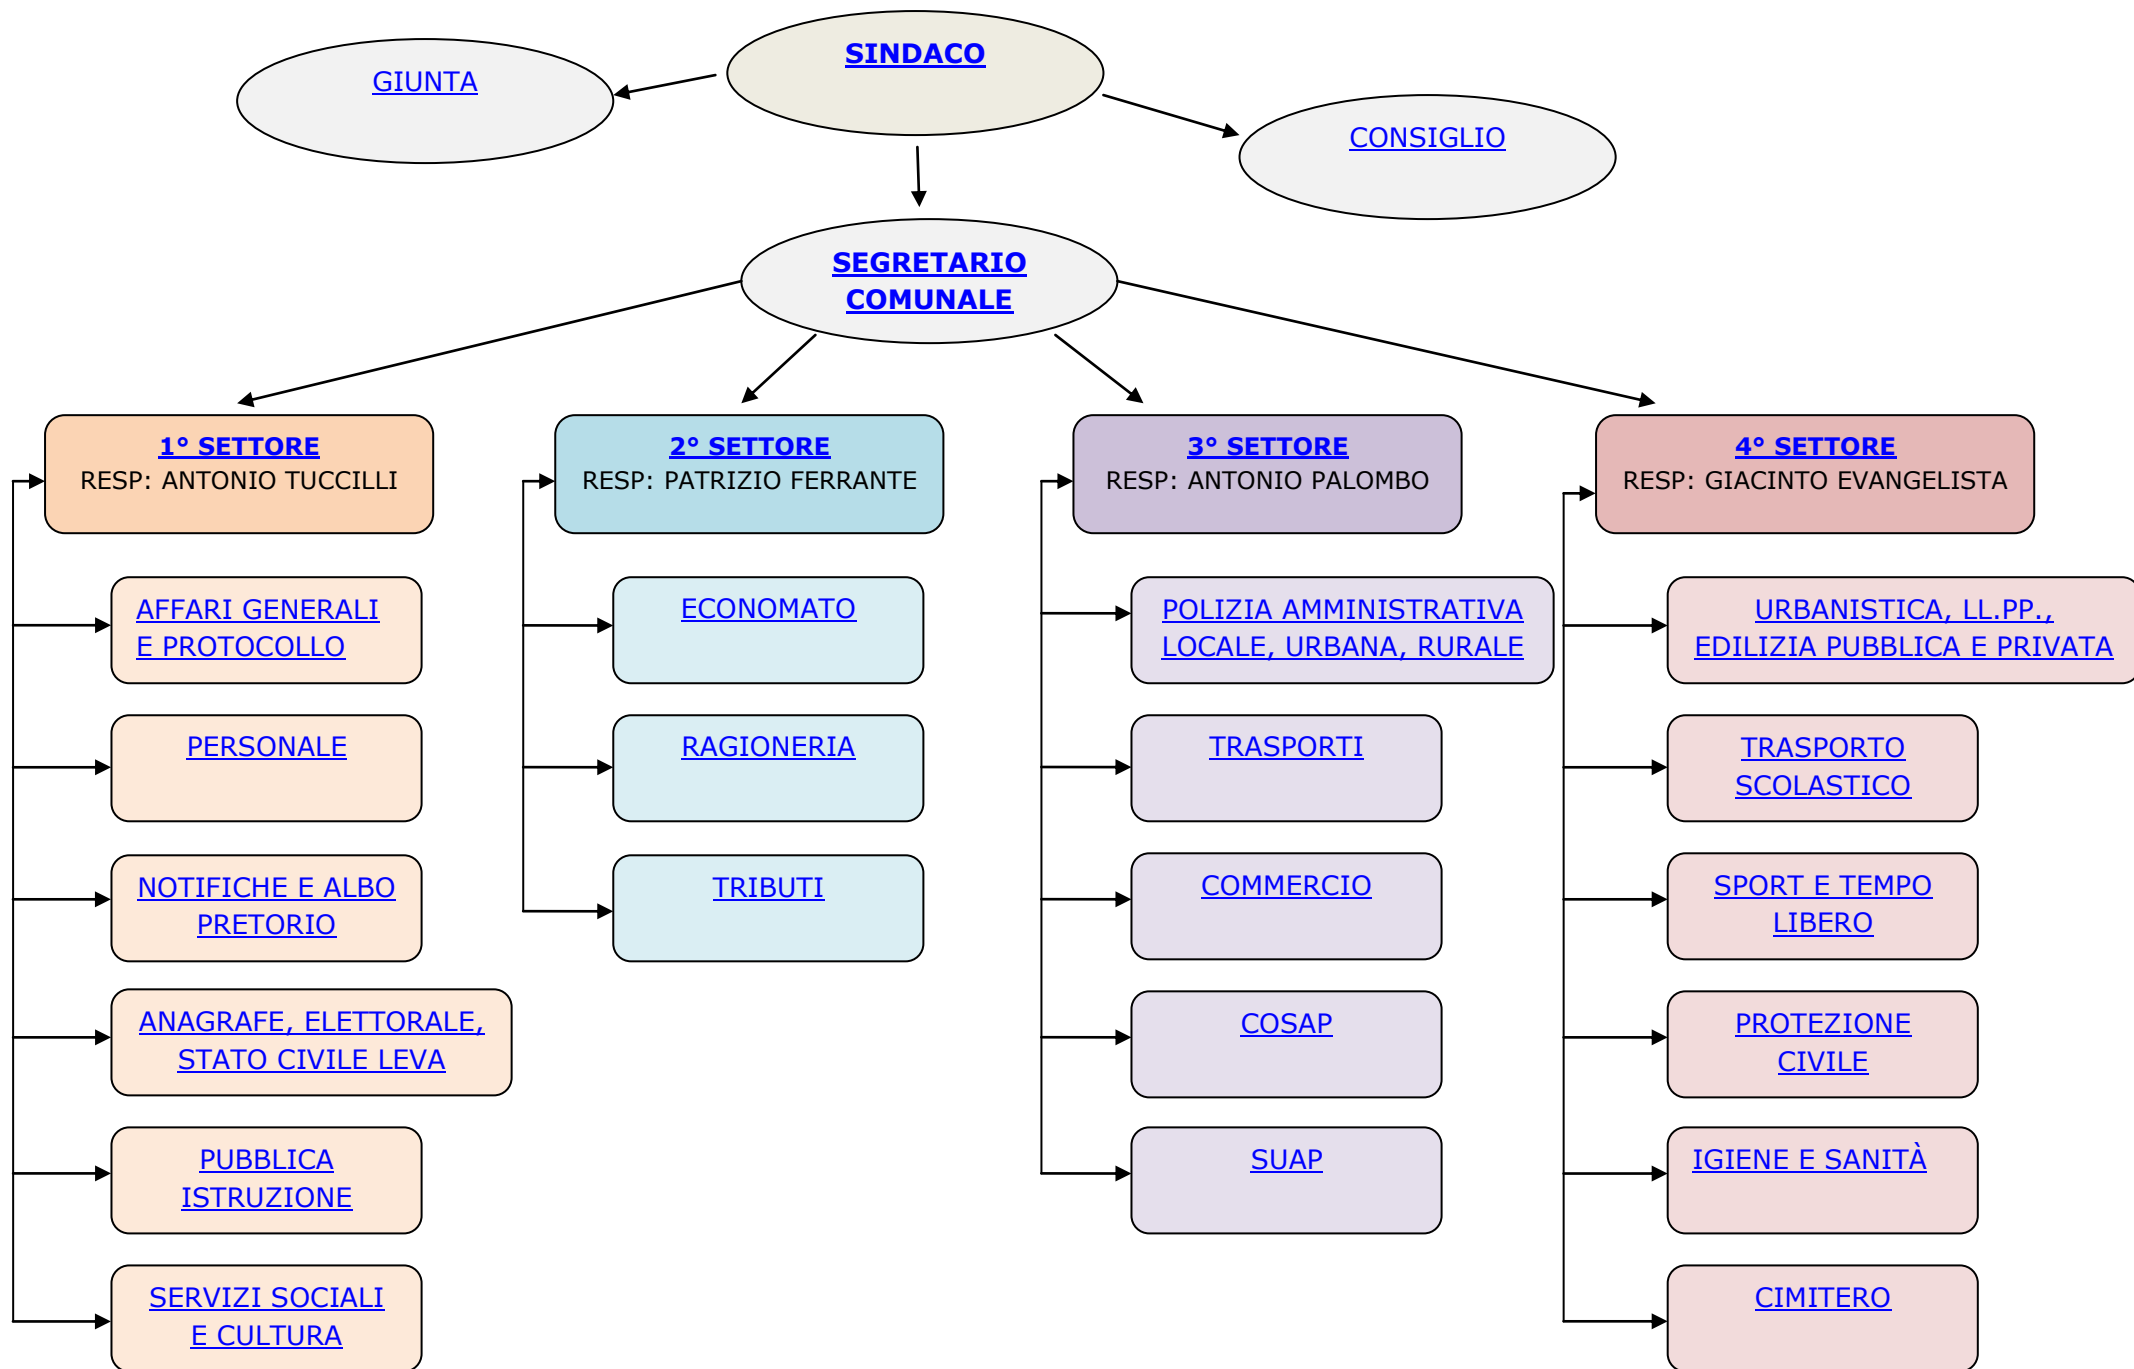 SINDACO
GIUNTA
CONSIGLIO
SEGRETARIO
COMUNALE
1° SETTORE
RESP: ANTONIO TUCCILLI
2° SETTORE
RESP: PATRIZIO FERRANTE
3° SETTORE
RESP: ANTONIO PALOMBO
4° SETTORE
RESP: GIACINTO EVANGELISTA
AFFARI GENERALI
E PROTOCOLLO
PERSONALE
NOTIFICHE E ALBO
PRETORIO
ANAGRAFE, ELETTORALE,
STATO CIVILE LEVA
PUBBLICA
ISTRUZIONE
SERVIZI SOCIALI
E CULTURA
ECONOMATO
RAGIONERIA
TRIBUTI
POLIZIA AMMINISTRATIVA
LOCALE, URBANA, RURALE
TRASPORTI
COMMERCIO
COSAP
SUAP
URBANISTICA, LL.PP.,
EDILIZIA PUBBLICA E PRIVATA
TRASPORTO
SCOLASTICO
SPORT E TEMPO
LIBERO
PROTEZIONE
CIVILE
IGIENE E SANITÀ
CIMITERO